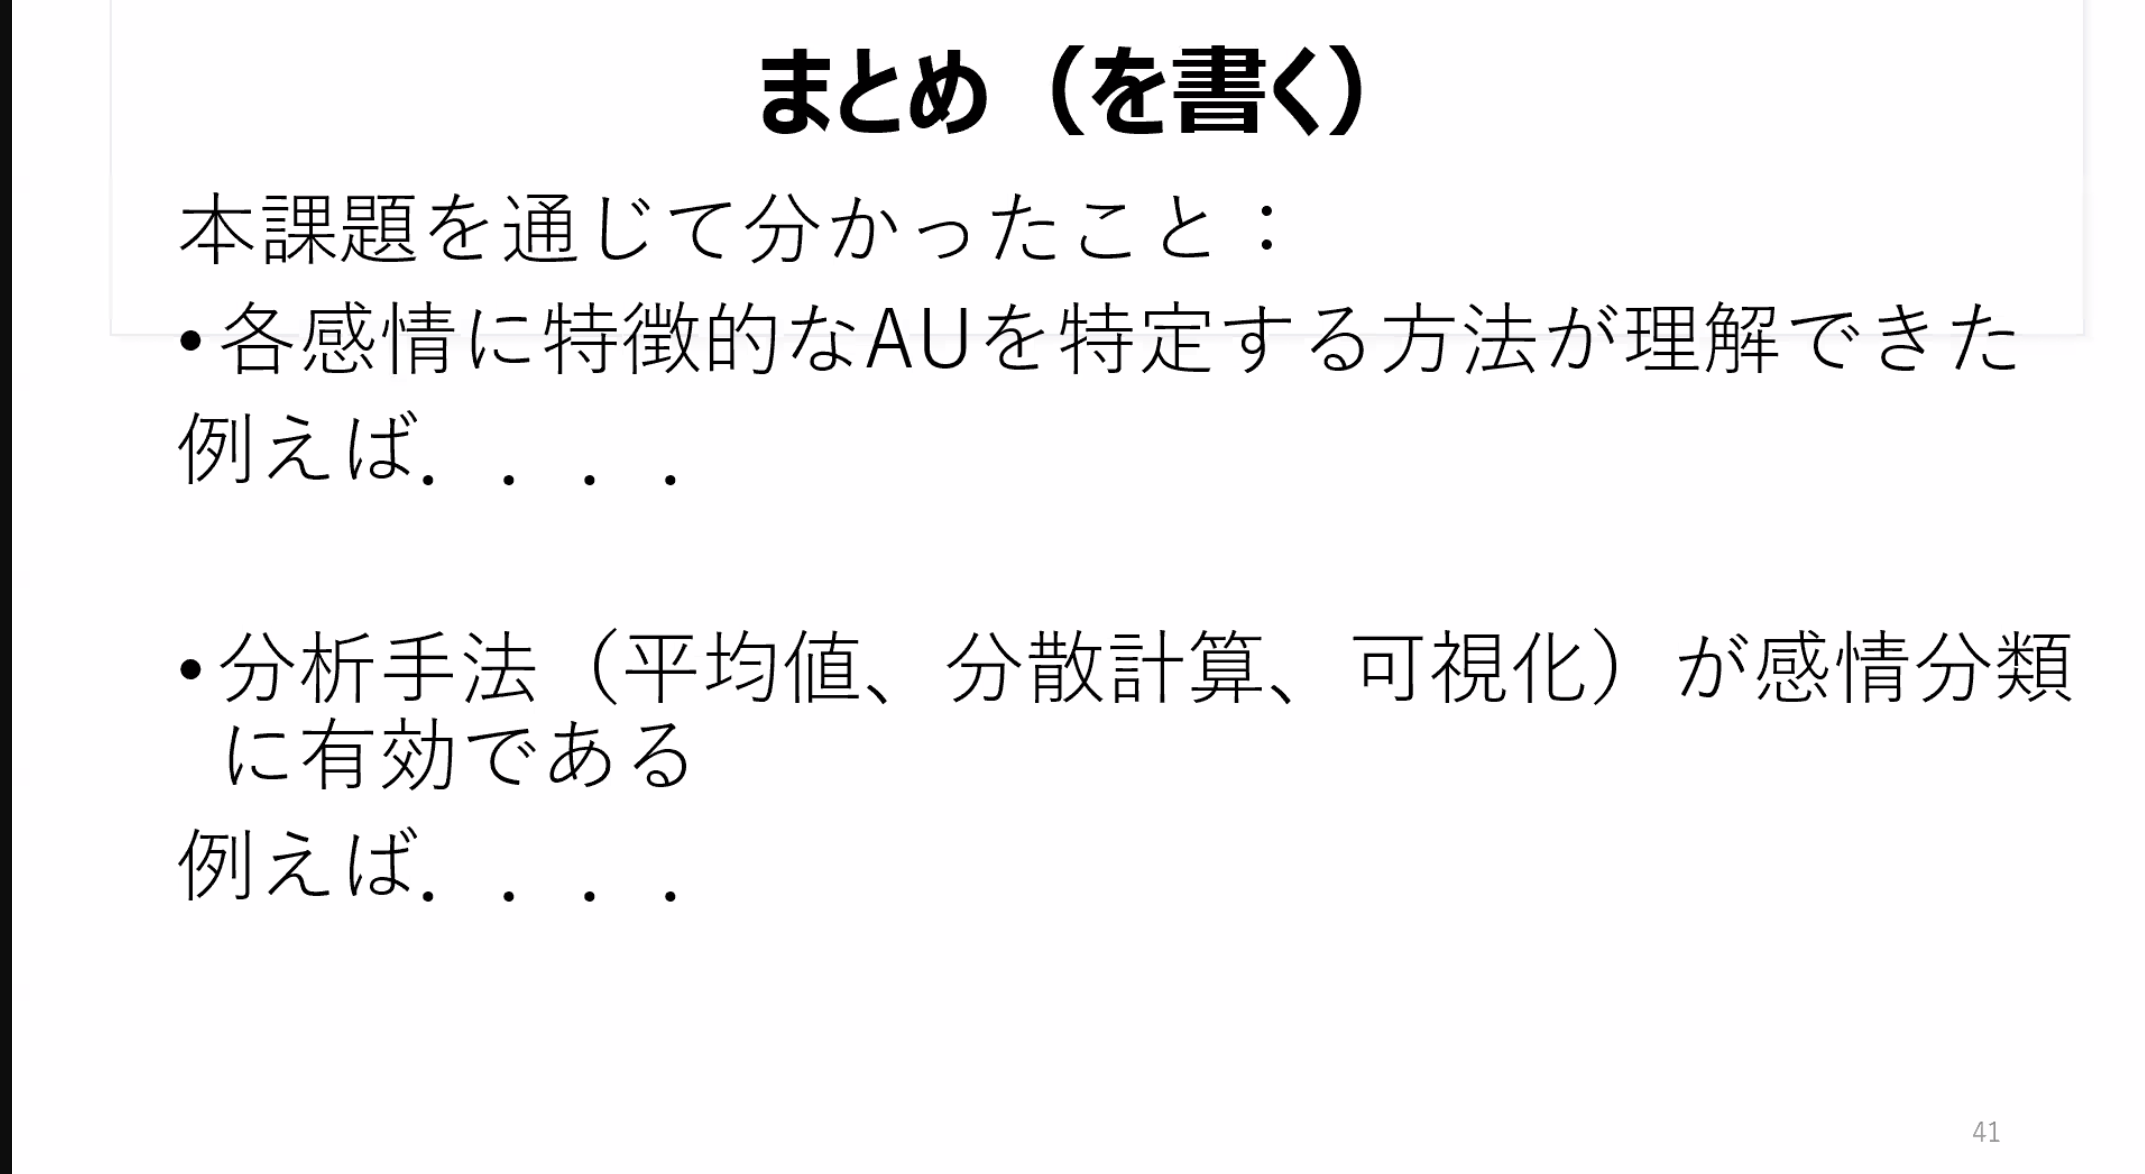 まとめ（を書く）
本課題を通じて分かったこと：
•各感情に特徴的なAUを特定する方法が理解できた
例えば．．．．
•分析手法（平均値、分散計算、可視化）が感情分類
に有効である
例えば．．．．
41